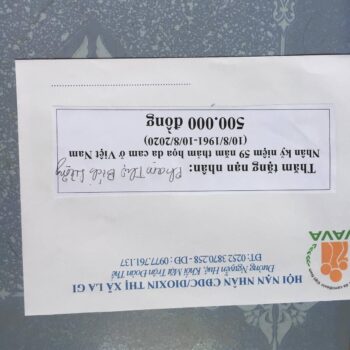 HỘI NẠN NHÂN CĐDC/DIOXIN THỊ XÃ LA GI
Đường Nguyễn Huệ, Khối Mặt Trận Đoàn Thể
ĐT: 0252.3870.258 - DĐ: 0977.761.137
VAVA
Thăm tặng nạn nhân: Phạm Thị Bích Lượng
Nhân kỷ niệm 59 năm thảm họa da cam ở Việt Nam
(10/8/1961-10/8/2020)
500.000 đồng